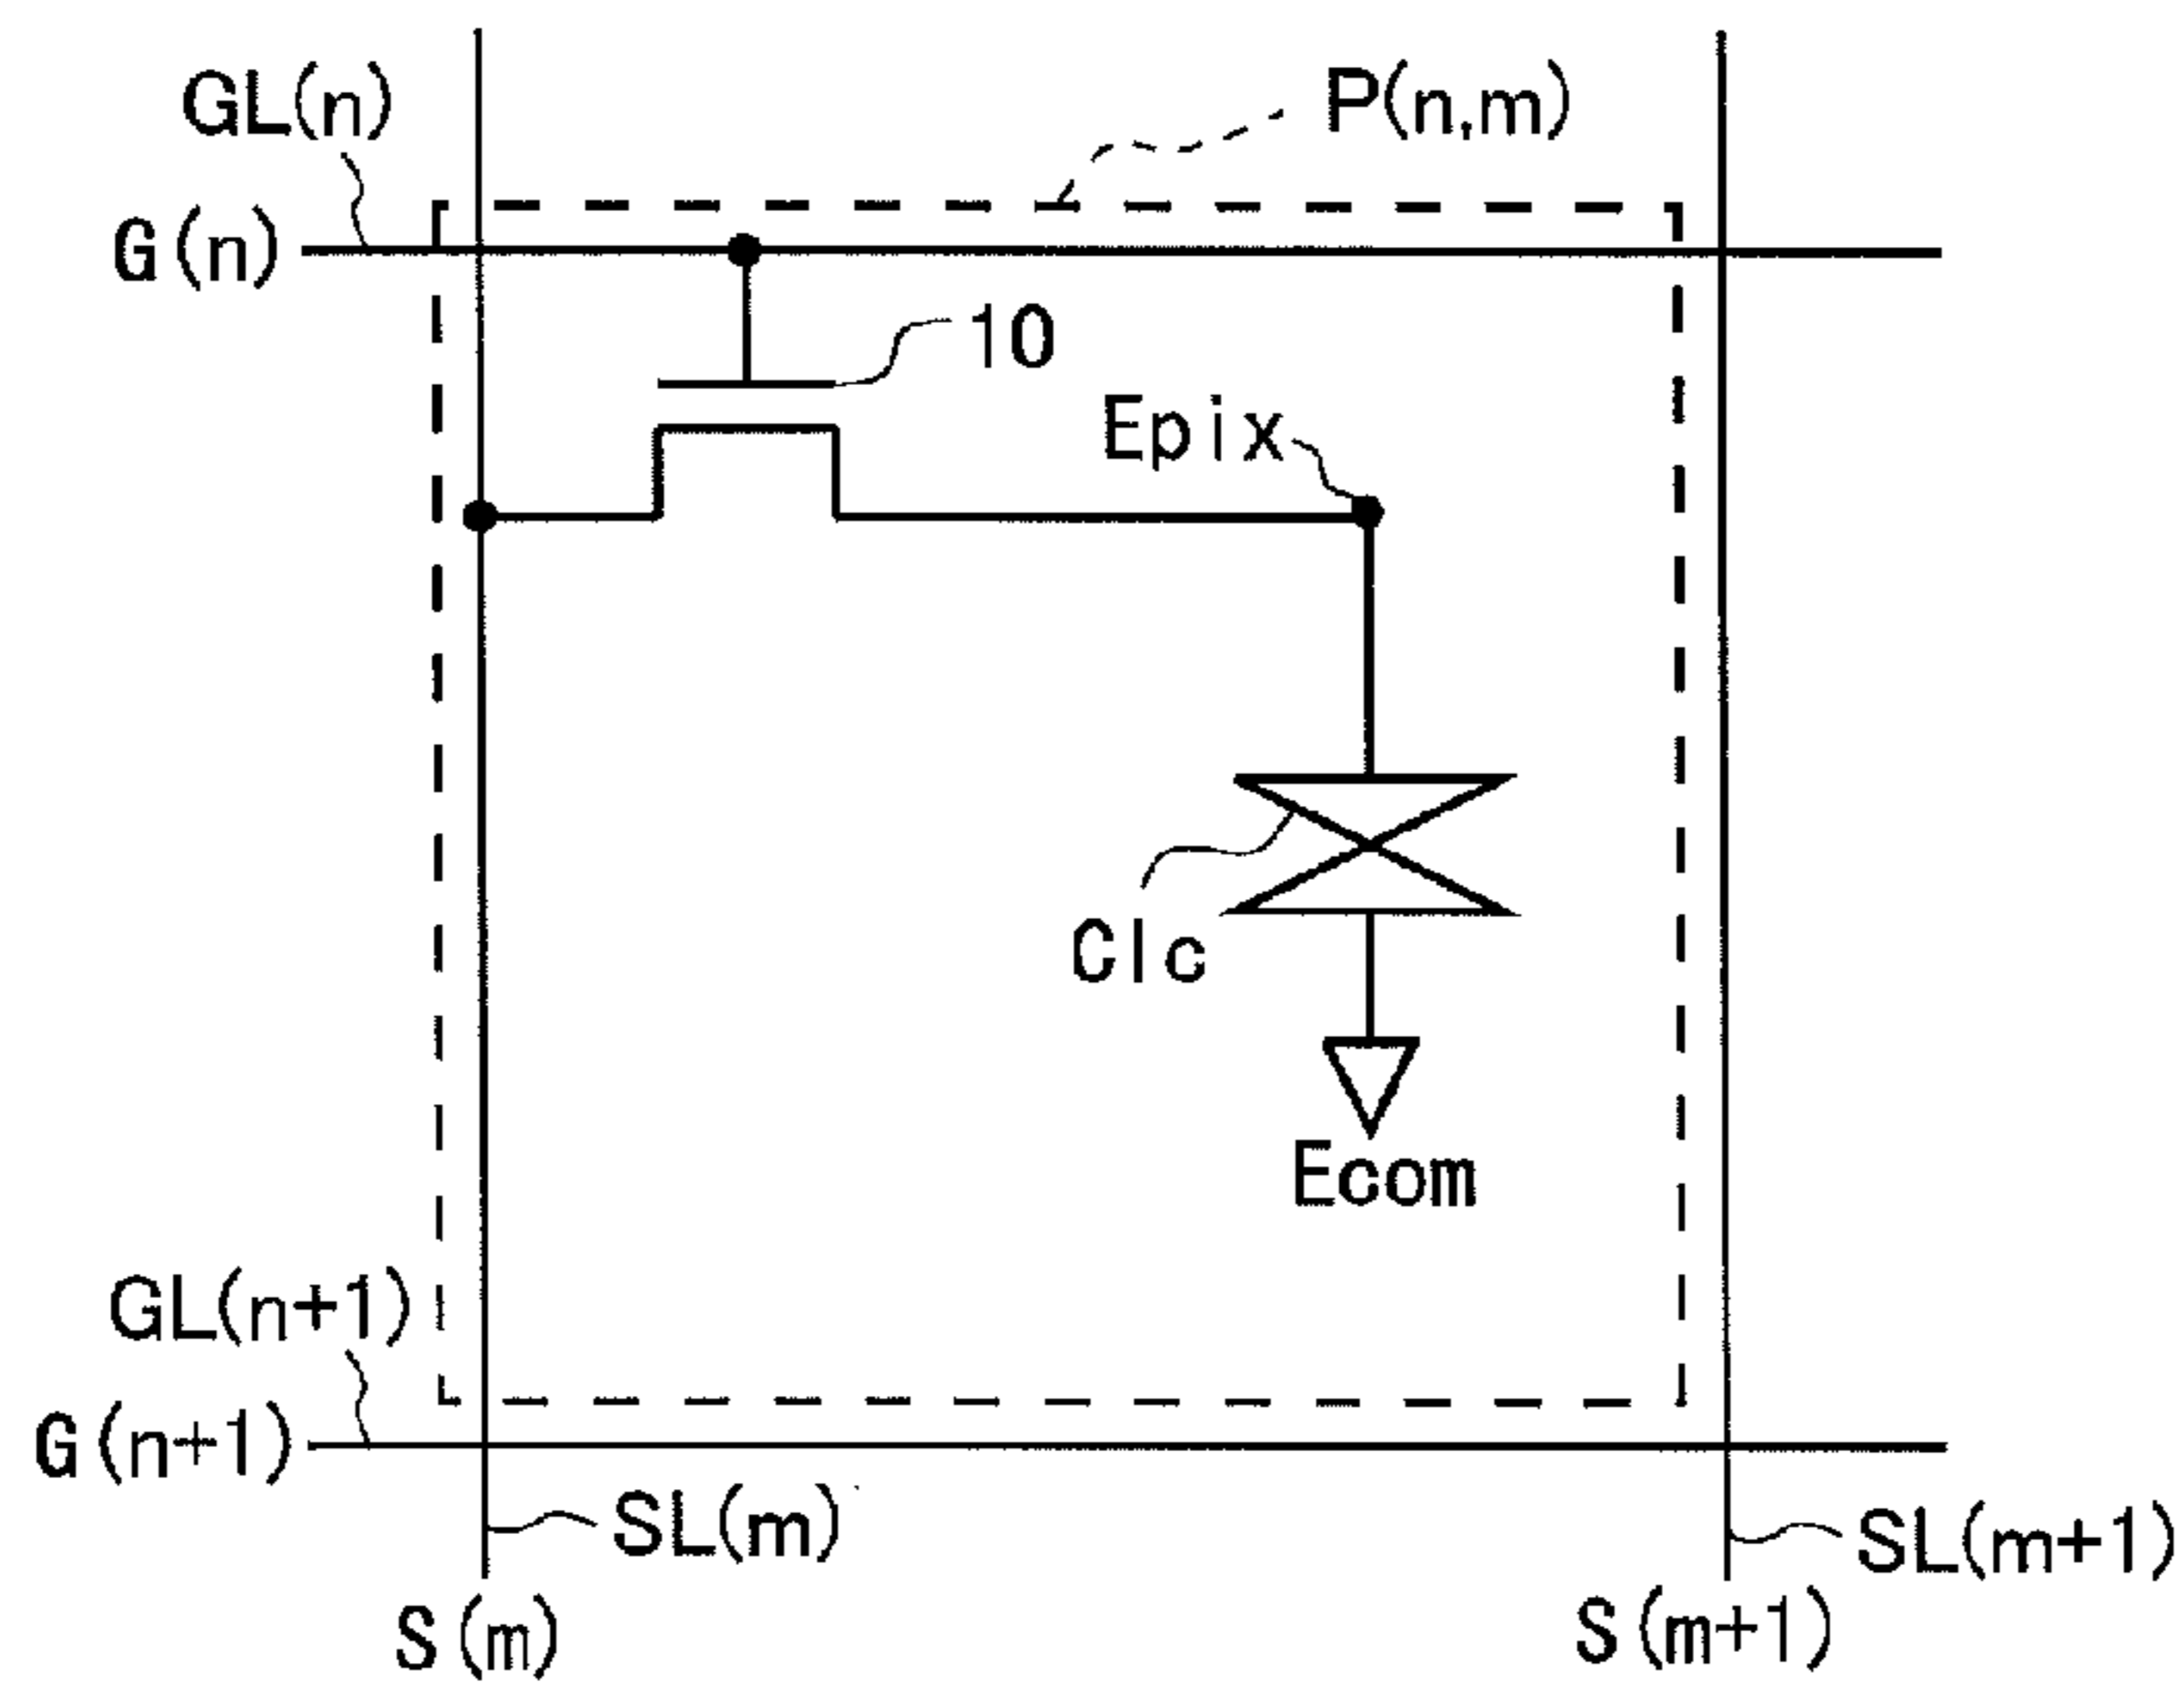 GL(n)
P(n,m)
G(n)
10
Epix
Clc
Ecom
GL(n+1)
G(n+1)
SL(m)
SL(m+1)
S(m)
S(m+1)